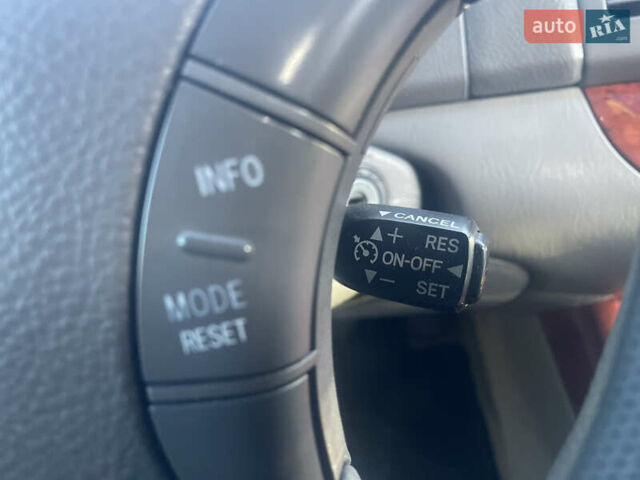 auto RIA .com
INFO
MODE
RESET
CANCEL
+ RES
ON-OFF
- SET